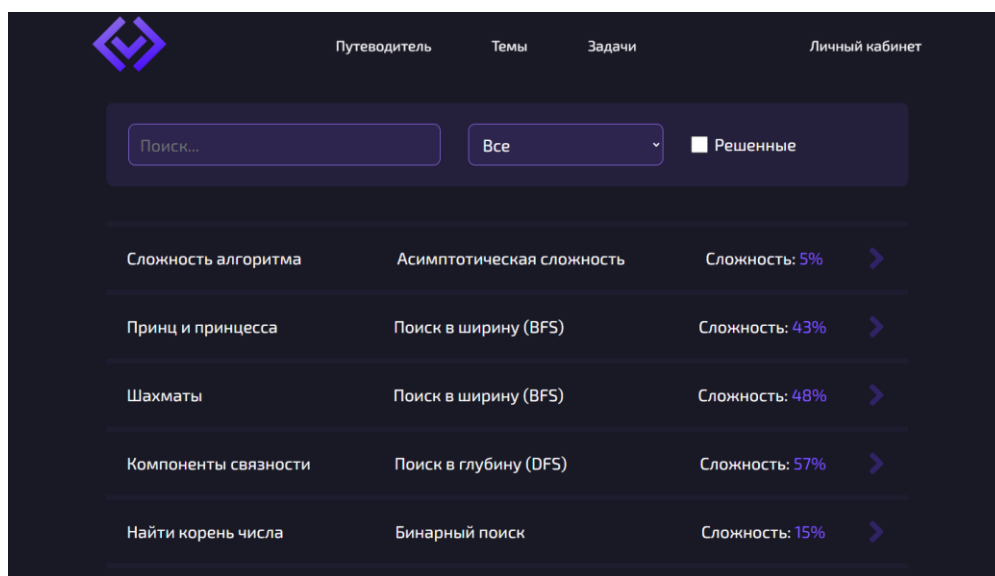 Путеводитель Темы Задачи Личный кабинет
Поиск... Все Решенные
Сложность алгоритма Асимптотическая сложность Сложность: 5%
Принц и принцесса Поиск в ширину (BFS) Сложность: 43%
Шахматы Поиск в ширину (BFS) Сложность: 48%
Компоненты связности Поиск в глубину (DFS) Сложность: 57%
Найти корень числа Бинарный поиск Сложность: 15%